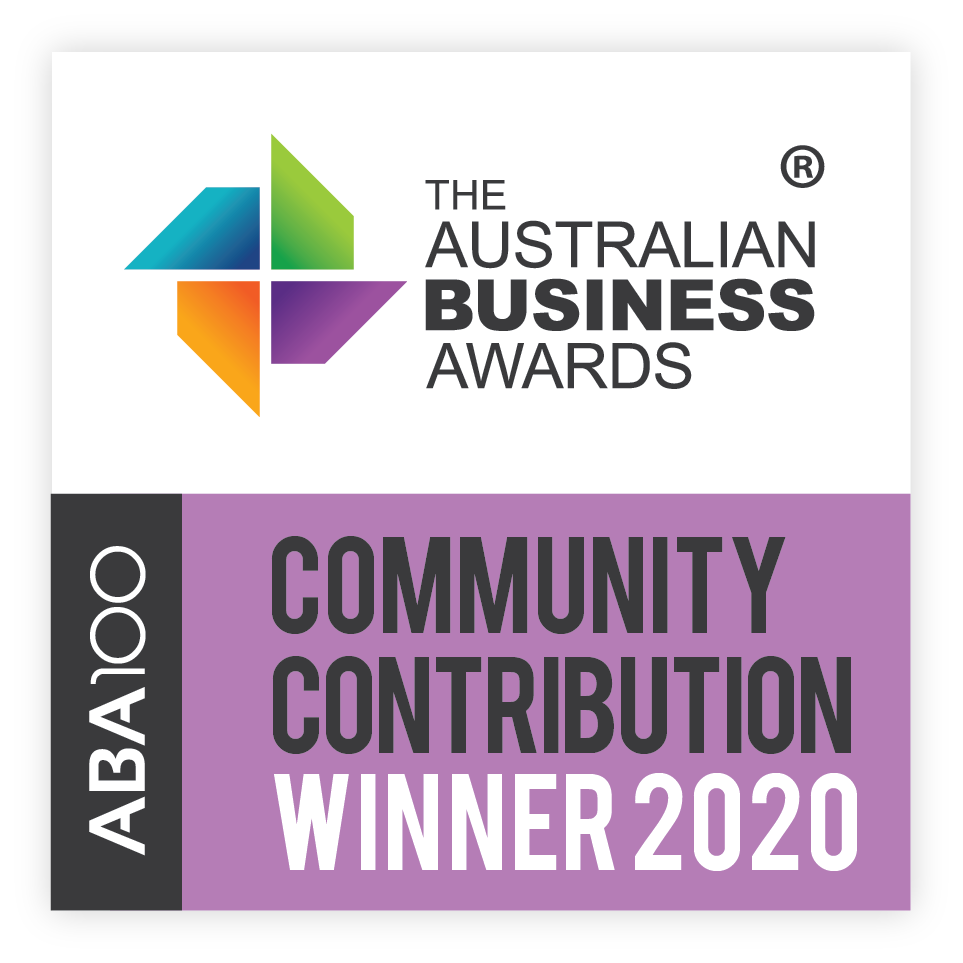 THE
AUSTRALIAN
BUSINESS
AWARDS
®
ABA100
COMMUNITY
CONTRIBUTION
WINNER 2020